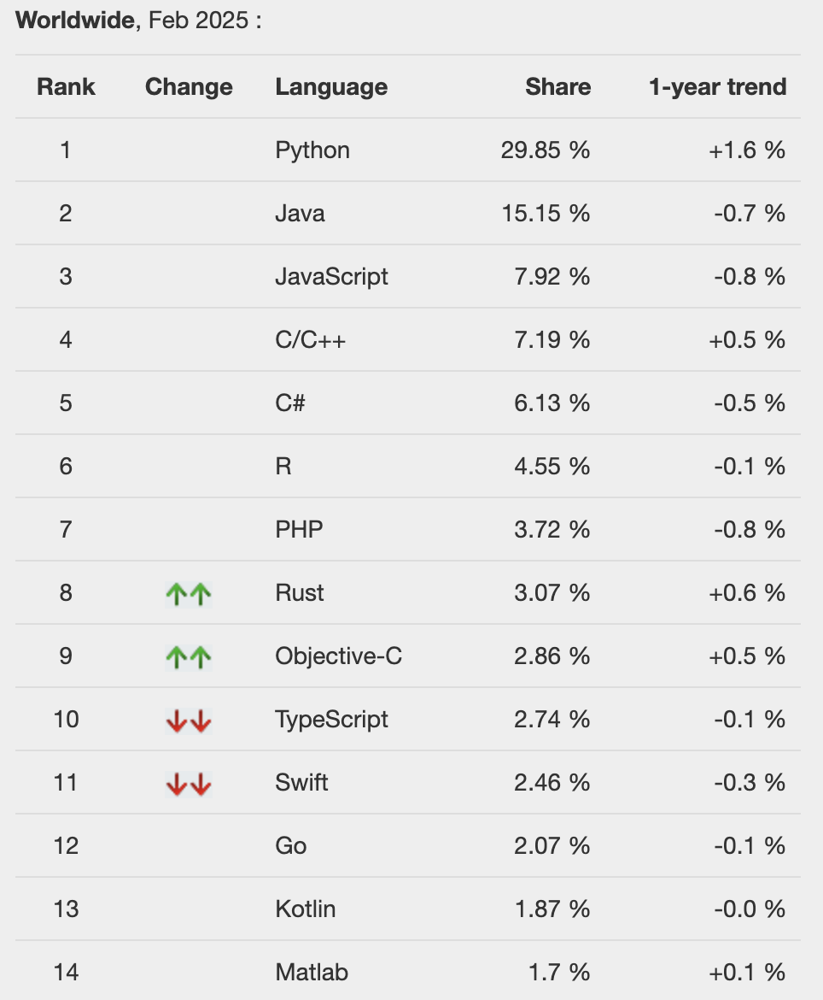 Worldwide, Feb 2025 :
Rank Change Language Share 1-year trend
1 Python 29.85 % +1.6 %
2 Java 15.15 % -0.7 %
3 JavaScript 7.92 % -0.8 %
4 C/C++ 7.19 % +0.5 %
5 C# 6.13 % -0.5 %
6 R 4.55 % -0.1 %
7 PHP 3.72 % -0.8 %
8 ↑↑ Rust 3.07 % +0.6 %
9 ↑↑ Objective-C 2.86 % +0.5 %
10 ↓↓ TypeScript 2.74 % -0.1 %
11 ↓↓ Swift 2.46 % -0.3 %
12 Go 2.07 % -0.1 %
13 Kotlin 1.87 % -0.0 %
14 Matlab 1.7 % +0.1 %